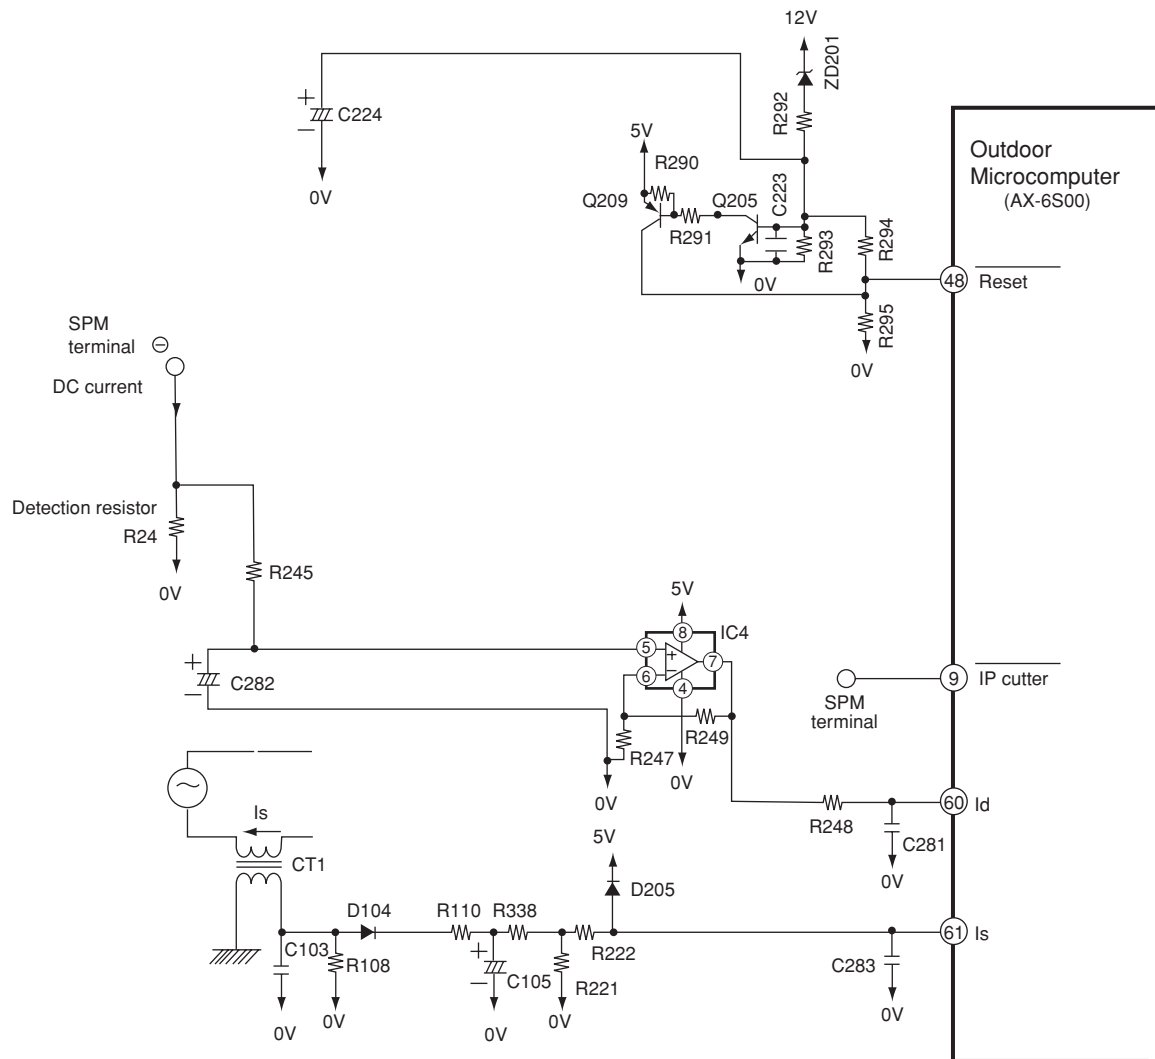 12V
ZD201
R292
+
C224
−
0V
5V
R290
Q209
R291
Q205
C223
R293
R294
0V
R295
0V
Outdoor
Microcomputer
(AX-6S00)
48
Reset
SPM
terminal −
DC current
Detection resistor
R24
0V
R245
+
C282
−
5V
8
IC4
5
+
7
6
−
4
R249
R247
0V
0V
SPM
terminal
9
IP cutter
60
Id
R248
C281
0V
Is
CT1
5V
D205
D104
R110
R338
C103
R108
+
C105
−
R222
R221
61
Is
C283
0V
0V
0V
0V
0V